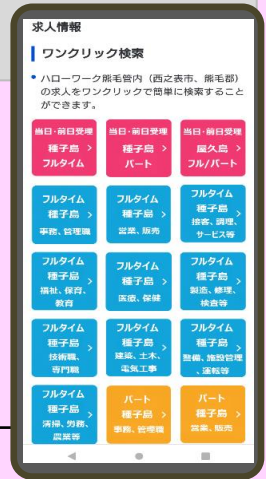 求人情報
ワンクリック検索
ハローワーク熊毛管内（西之表市、熊毛郡）
の求人をワンクリックで簡単に検索すること
ができます。
当日・前日受理
種子島
フルタイム
当日・前日受理
種子島
パート
当日・前日受理
屋久島
フル/パート
フルタイム
種子島
事務、管理職
フルタイム
種子島
営業、販売
フルタイム
種子島
接客、調理、
サービス等
フルタイム
種子島
福祉、保育、
教育
フルタイム
種子島
医療、保健
フルタイム
種子島
製造、修理、
検査等
フルタイム
種子島
技術職、
専門職
フルタイム
種子島
建築、土木、
電気工事
フルタイム
種子島
警備、施設管理
、運転等
フルタイム
種子島
清掃、労務、
農業等
パート
種子島
事務、管理職
パート
種子島
営業、販売